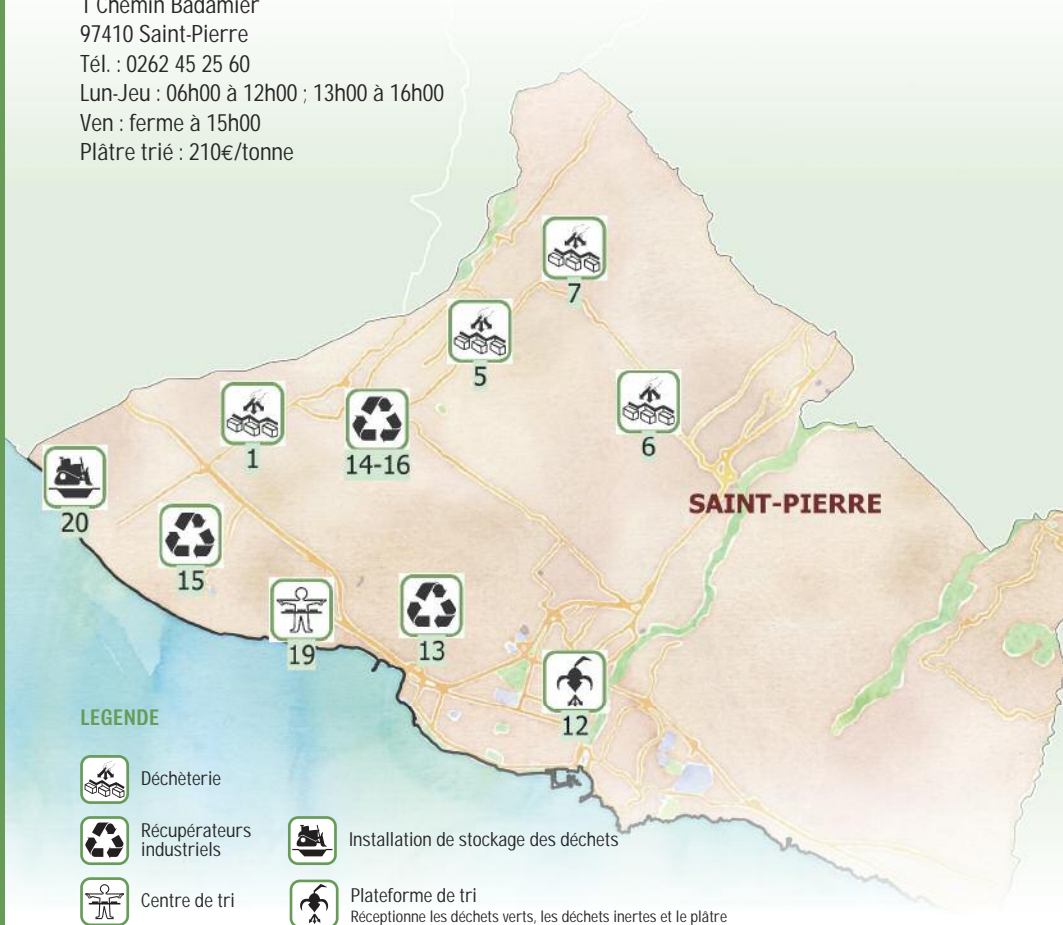 1 Chemin Badamier
97410 Saint-Pierre
Tél. : 0262 45 25 60
Lun-Jeu : 06h00 à 12h00 ; 13h00 à 16h00
Ven : ferme à 15h00
Plâtre trié : 210€/tonne
7
5
6
1
14-16
SAINT-PIERRE
20
15
19
13
12
LEGENDE
Déchèterie
Récupérateurs
industriels
Installation de stockage des déchets
Centre de tri
Plateforme de tri
Réceptionne les déchets verts, les déchets inertes et le plâtre